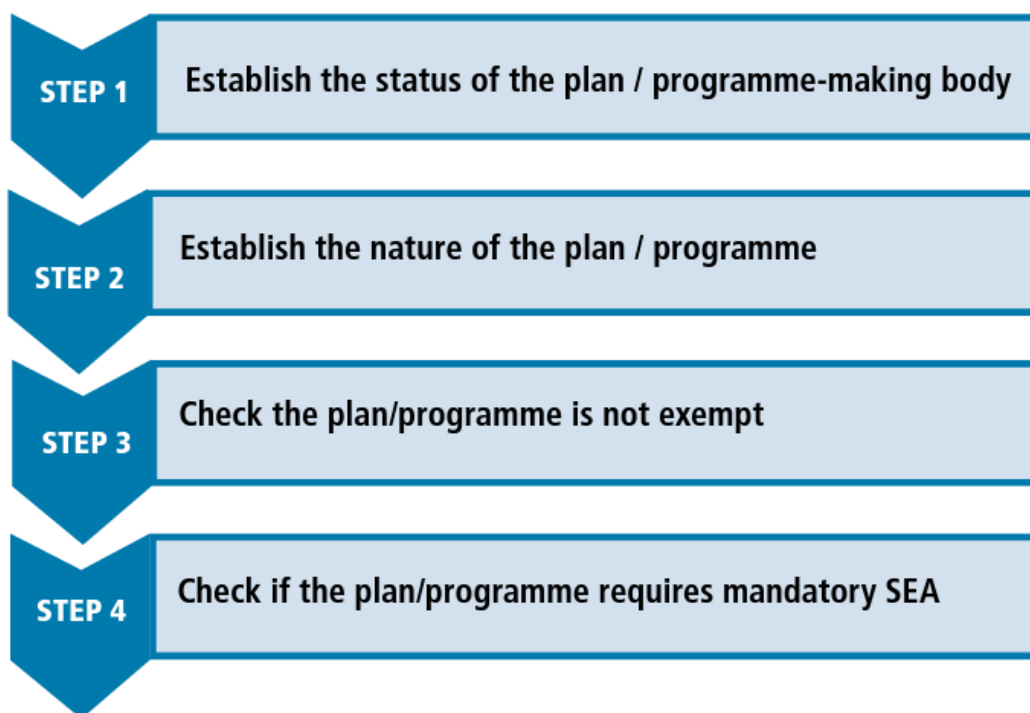 STEP 1
Establish the status of the plan / programme-making body
STEP 2
Establish the nature of the plan / programme
STEP 3
Check the plan/programme is not exempt
STEP 4
Check if the plan/programme requires mandatory SEA